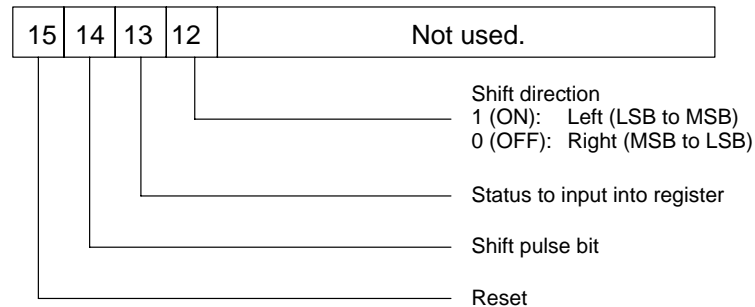 15 14 13 12 Not used.
Shift direction
1 (ON): Left (LSB to MSB)
0 (OFF): Right (MSB to LSB)
Status to input into register
Shift pulse bit
Reset